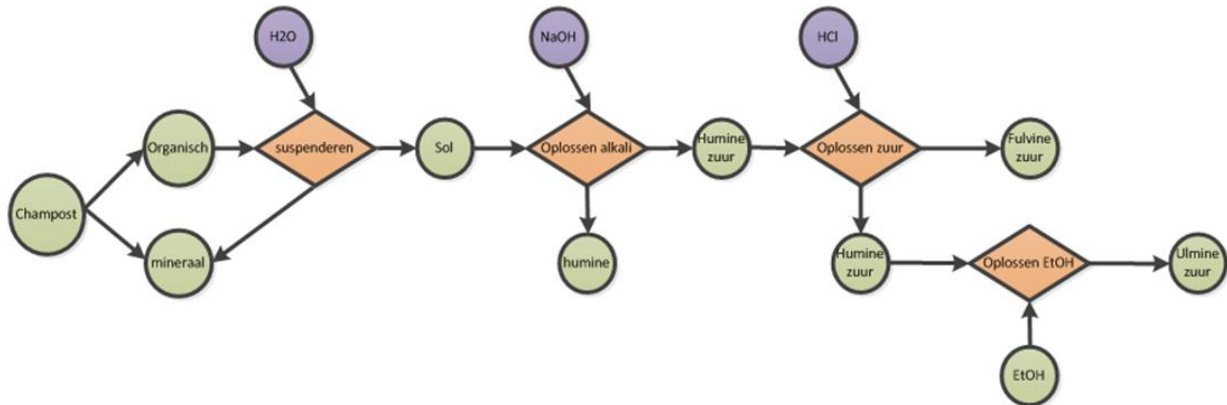 H2O
NaOH
HCl
Organisch
suspenderen
Sol
Oplossen alkali
Humine
zuur
Oplossen zuur
Fulvine
zuur
Champost
mineraal
humine
Humine
zuur
Oplossen EtOH
Ulmine
zuur
EtOH